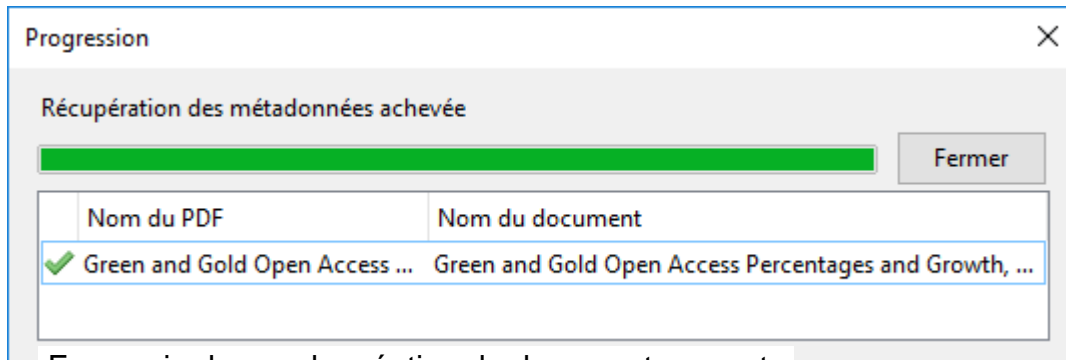 Progression
Récupération des métadonnées achevée
Fermer
Nom du PDF Nom du document
Green and Gold Open Access ... Green and Gold Open Access Percentages and Growth, ...